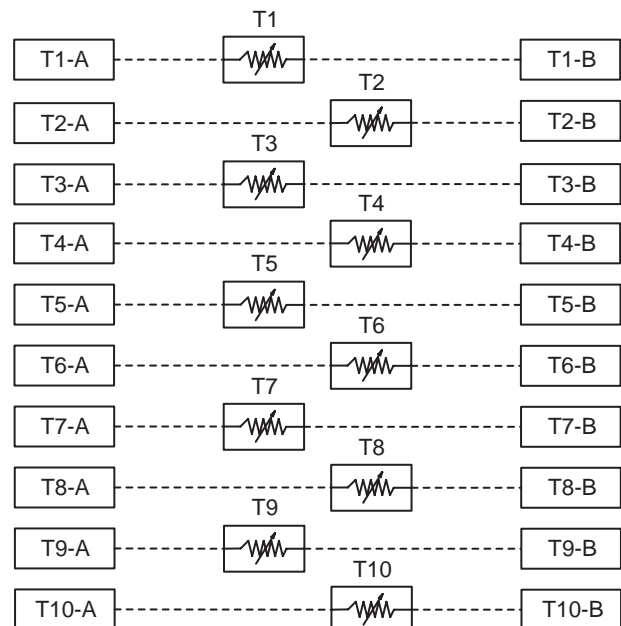 T1
T1-A T1-B
T2
T2-A T2-B
T3
T3-A T3-B
T4
T4-A T4-B
T5
T5-A T5-B
T6
T6-A T6-B
T7
T7-A T7-B
T8
T8-A T8-B
T9
T9-A T9-B
T10
T10-A T10-B